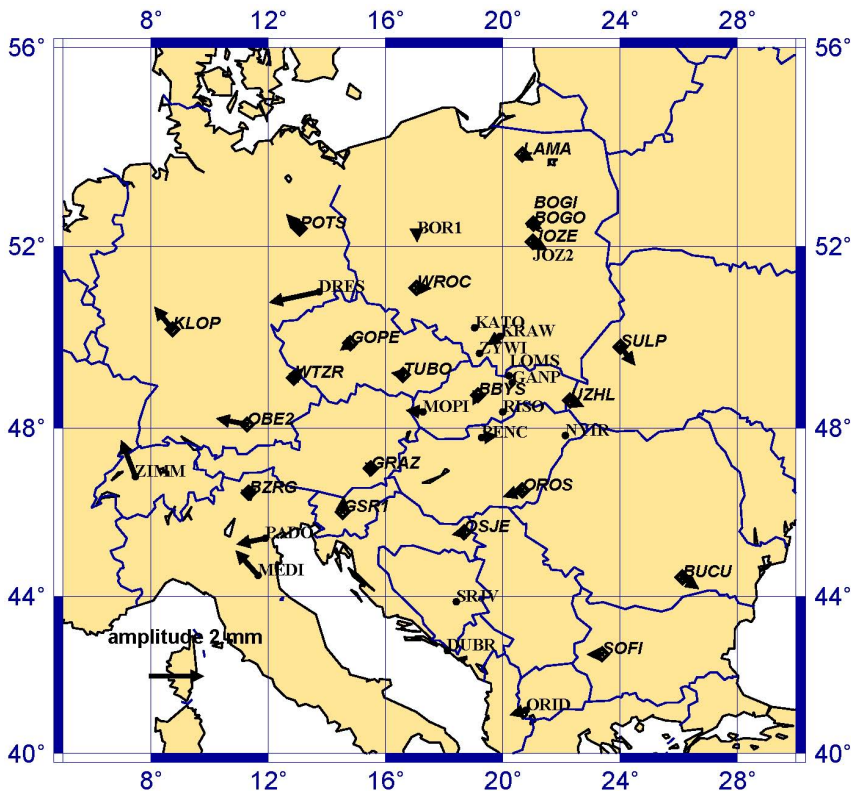 8° 12° 16° 20° 24° 28°
56° 56°
LAMA
BOGI
BOGO
POTS
BOR1
JOZE
52° 52°
JOZ2
WROC
DRES
KLOP
KATO
KRAW
GOPE
SULP
ZYWI
LOMS
WTZR
TUBO
GANP
BBYS
UZHL
MOPI
RISO
OBE2
48° 48°
PENC
NYIR
GRAZ
ZIMM
BZRG
OROS
GSR1
OSJE
PADO
MEDI
BUCU
44° 44°
SRJV
amplitude 2 mm
DUBR
SOFI
ORID
40° 40°
8° 12° 16° 20° 24° 28°